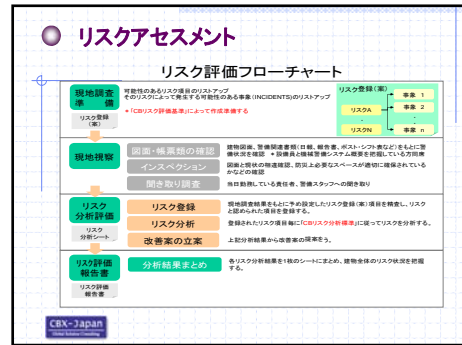 リスクアセスメント
リスク評価フローチャート
現地調査
準　備
リスク登録
（案）
可能性のあるリスク項目のリストアップ
そのリスクによって発生する可能性のある事象（INCIDENTS）のリストアップ
＊「CBリスク評価基準」によって作成準備する
リスク登録（案）
リスクA
・
リスクN
事象 1
事象 2
・
事象 n
現地視察
図面・帳票類の確認
インスペクション
聞き取り調査
建物図面、警備関連書類（日報、報告書、ポスト・シフト表など）をもとに警
備状況を確認　＊設備員と機械警備システム概要を把握している方同席
図面と現状の相違確認、防災上必要なスペースが適切に確保されている
かなどの確認
当日勤務している責任者、警備スタッフへの聞き取り
リスク
分析評価
リスク
分析シート
リスク登録
リスク分析
改善案の立案
現地調査結果をもとに予め設定したリスク登録（案）項目を精査し、リスク
と認められた項目を登録する。
登録されたリスク項目毎に「CBリスク分析標準」に従ってリスクを分析する。
上記分析結果から改善案の提案を行う。
リスク評価
報告書
リスク評価
報告書
分析結果まとめ
各リスク分析結果を1枚のシートにまとめ、建物全体のリスク状況を把握
する。
CBX-Japan